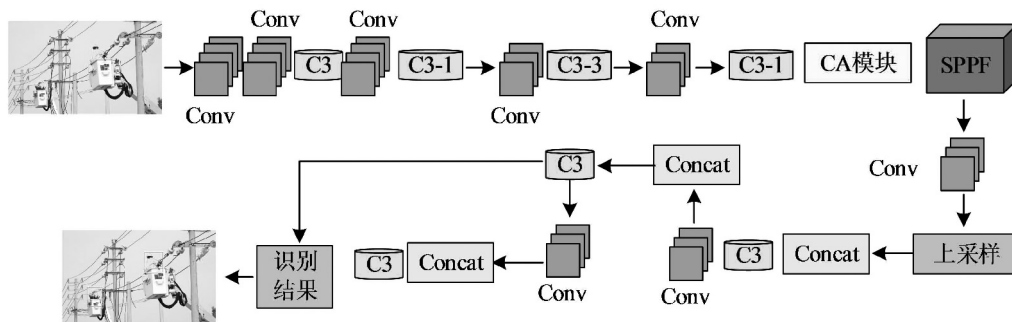 Conv
Conv
C3
C3-1
C3-3
C3-1
CA模块
SPPF
Conv
Conv
Conv
C3
Concat
Conv
识别
结果
C3
Concat
Conv
Conv
C3
Concat
上采样